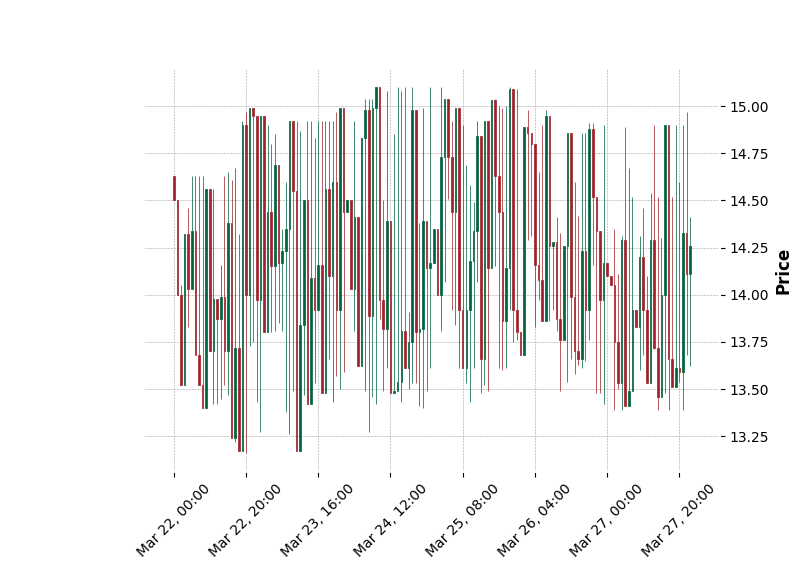 15.00
14.75
14.50
14.25
14.00
13.75
13.50
13.25
Price
Mar 22, 00:00
Mar 22, 20:00
Mar 23, 16:00
Mar 24, 12:00
Mar 25, 08:00
Mar 26, 04:00
Mar 27, 00:00
Mar 27, 20:00